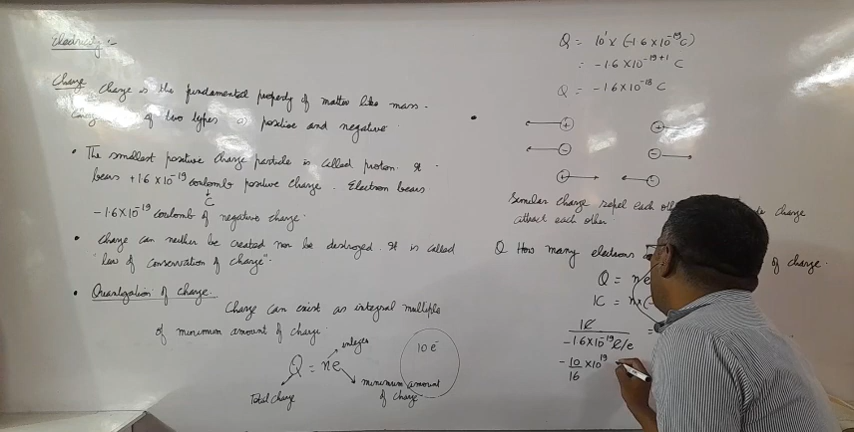 Electricity :-
Charge Charge is the fundamental property of matter like mass.
of two types positive and negative.
• The smallest positive charge particle is called proton. It
bears +1.6×10⁻¹⁹ coulomb positive charge. Electron bears
C
-1.6×10⁻¹⁹ coulomb of negative charge.
• Charge can neither be created nor be destroyed. It is called
"law of conservation of charge".
• Quantization of charge.
Charge can exist as integral multiple
of minimum amount of charge.
Q = ne
integer
Total charge
minimum amount
of charge
10 e⁻
Q = 10¹ × (-1.6×10⁻¹⁹C)
= -1.6×10⁻¹⁹⁺¹ C
Q = -1.6×10⁻¹⁸ C
+ +
- -
+ -
Similar charge repel each charge
attract each other
Q. How many electrons of charge.
Q = ne
1C = n×(-
1C / -1.6×10⁻¹⁹ C/e =
-10/16 ×10¹⁹